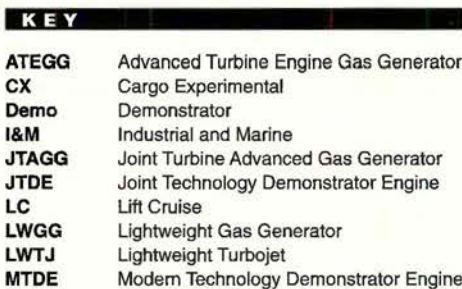 KEY
ATEGG Advanced Turbine Engine Gas Generator
CX Cargo Experimental
Demo Demonstrator
I&M Industrial and Marine
JTAGG Joint Turbine Advanced Gas Generator
JTDE Joint Technology Demonstrator Engine
LC Lift Cruise
LWGG Lightweight Gas Generator
LWTJ Lightweight Turbojet
MTDE Modern Technology Demonstrator Engine